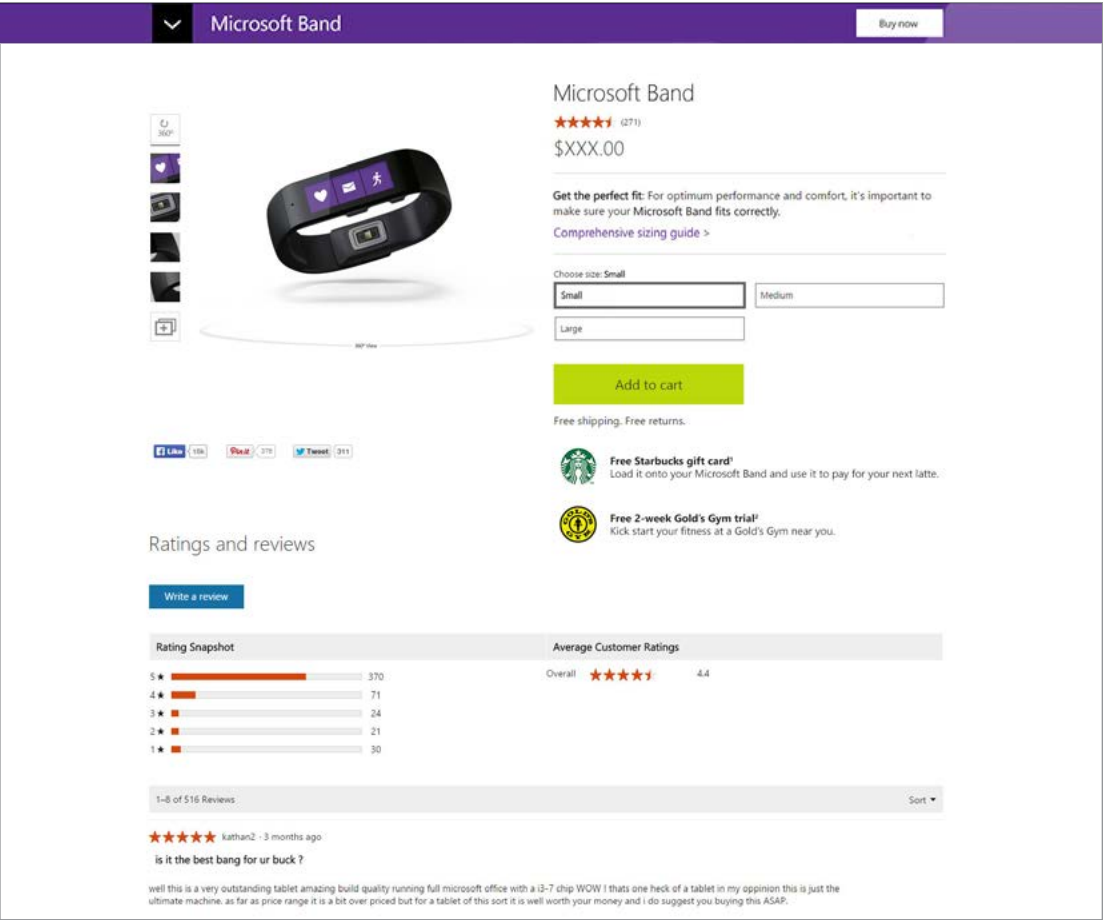 Microsoft Band
Buy now
Microsoft Band
(271)
$XXX.00
360°
Get the perfect fit: For optimum performance and comfort, it's important to
make sure your Microsoft Band fits correctly.
Comprehensive sizing guide >
Choose size: Small
Small
Medium
Large
360° View
Add to cart
Free shipping. Free returns.
Like 15k
Pin it 378
Tweet 311
Free Starbucks gift card¹
Load it onto your Microsoft Band and use it to pay for your next latte.
GOLD'S GYM
Free 2-week Gold's Gym trial²
Kick start your fitness at a Gold's Gym near you.
Ratings and reviews
Write a review
Rating Snapshot
Average Customer Ratings
5★ 370
Overall 4.4
4★ 71
3★ 24
2★ 21
1★ 30
1–8 of 516 Reviews
Sort
kathan2 - 3 months ago
is it the best bang for ur buck ?
well this is a very outstanding tablet amazing build quality running full microsoft office with a i3-7 chip WOW ! thats one heck of a tablet in my oppinion this is just the
ultimate machine. as far as price range it is a bit over priced but for a tablet of this sort it is well worth your money and i do suggest you buying this ASAP.